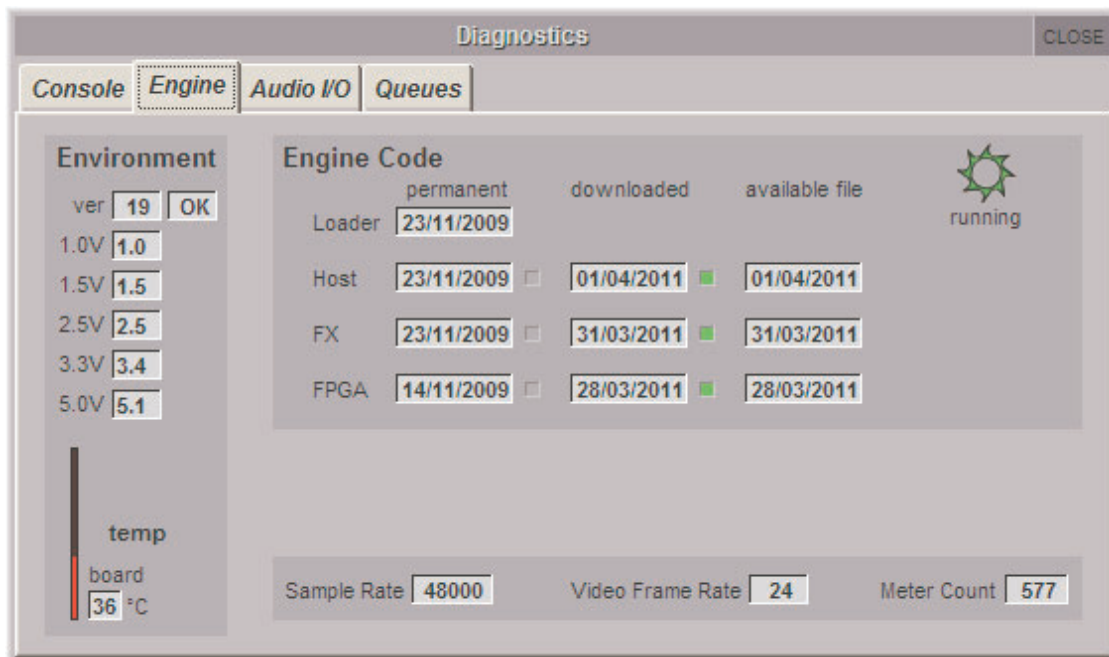 Diagnostics CLOSE
Console Engine Audio I/O Queues
Environment
ver 19 OK
1.0V 1.0
1.5V 1.5
2.5V 2.5
3.3V 3.4
5.0V 5.1
temp
board
36 °C
Engine Code
permanent downloaded available file
Loader 23/11/2009
Host 23/11/2009 01/04/2011 01/04/2011
FX 23/11/2009 31/03/2011 31/03/2011
FPGA 14/11/2009 28/03/2011 28/03/2011
running
Sample Rate 48000 Video Frame Rate 24 Meter Count 577